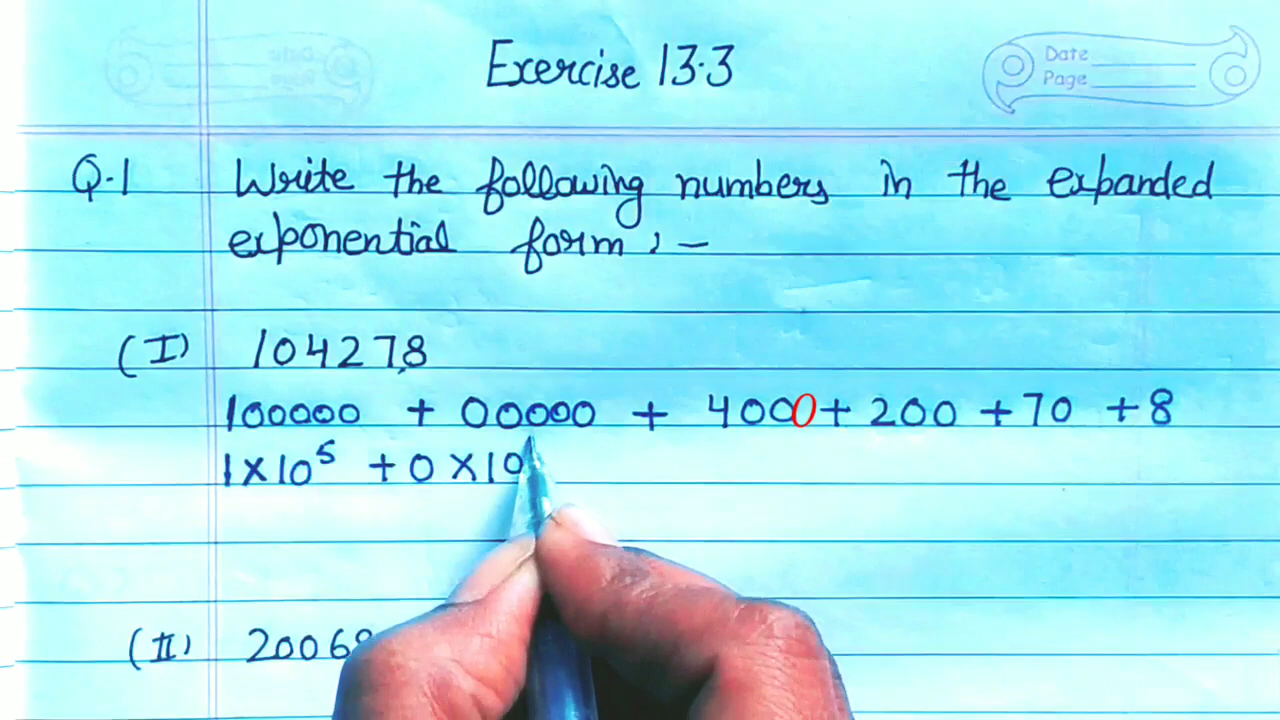 Exercise 13.3
Date
Page
Q.1 Write the following numbers in the expanded
exponential form :-
(I) 104278
100000 + 00000 + 4000 + 200 + 70 + 8
1×10⁵ + 0×10
(II)